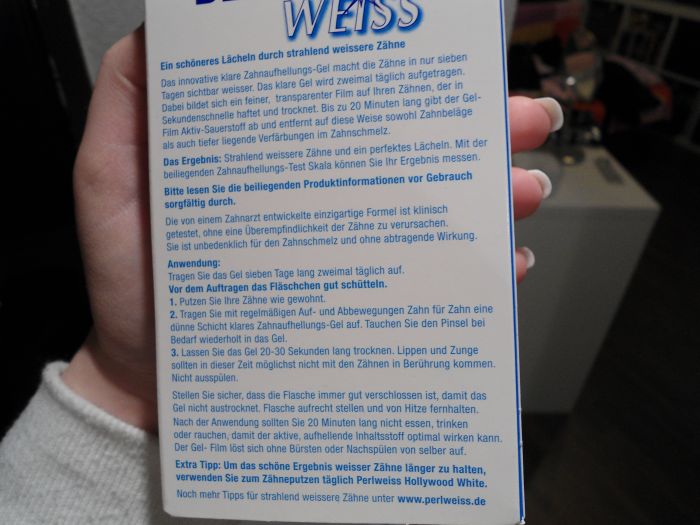 WEISS
Ein schöneres Lächeln durch strahlend weissere Zähne
Das innovative klare Zahnaufhellungs-Gel macht die Zähne in nur sieben
Tagen sichtbar weisser. Das klare Gel wird zweimal täglich aufgetragen.
Dabei bildet sich ein feiner, transparenter Film auf Ihren Zähnen, der in
Sekundenschnelle haftet und trocknet. Bis zu 20 Minuten lang gibt der Gel-
Film Aktiv-Sauerstoff ab und entfernt auf diese Weise sowohl Zahnbeläge
als auch tiefer liegende Verfärbungen im Zahnschmelz.
Das Ergebnis: Strahlend weissere Zähne und ein perfektes Lächeln. Mit der
beiliegenden Zahnaufhellungs-Test Skala können Sie Ihr Ergebnis messen.
Bitte lesen Sie die beiliegenden Produktinformationen vor Gebrauch
sorgfältig durch.
Die von einem Zahnarzt entwickelte einzigartige Formel ist klinisch
getestet, ohne eine Überempfindlichkeit der Zähne zu verursachen.
Sie ist unbedenklich für den Zahnschmelz und ohne abtragende Wirkung.
Anwendung:
Tragen Sie das Gel sieben Tage lang zweimal täglich auf.
Vor dem Auftragen das Fläschchen gut schütteln.
1. Putzen Sie Ihre Zähne wie gewohnt.
2. Tragen Sie mit regelmäßigen Auf- und Abbewegungen Zahn für Zahn eine
dünne Schicht klares Zahnaufhellungs-Gel auf. Tauchen Sie den Pinsel bei
Bedarf wiederholt in das Gel.
3. Lassen Sie das Gel 20-30 Sekunden lang trocknen. Lippen und Zunge
sollten in dieser Zeit möglichst nicht mit den Zähnen in Berührung kommen.
Nicht ausspülen.
Stellen Sie sicher, dass die Flasche immer gut verschlossen ist, damit das
Gel nicht austrocknet. Flasche aufrecht stellen und von Hitze fernhalten.
Nach der Anwendung sollten Sie 20 Minuten lang nicht essen, trinken
oder rauchen, damit der aktive, aufhellende Inhaltsstoff optimal wirken kann.
Der Gel- Film löst sich ohne Bürsten oder Nachspülen von selber auf.
Extra Tipp: Um das schöne Ergebnis weisser Zähne länger zu halten,
verwenden Sie zum Zähneputzen täglich Perlweiss Hollywood White.
Noch mehr Tipps für strahlend weissere Zähne unter www.perlweiss.de